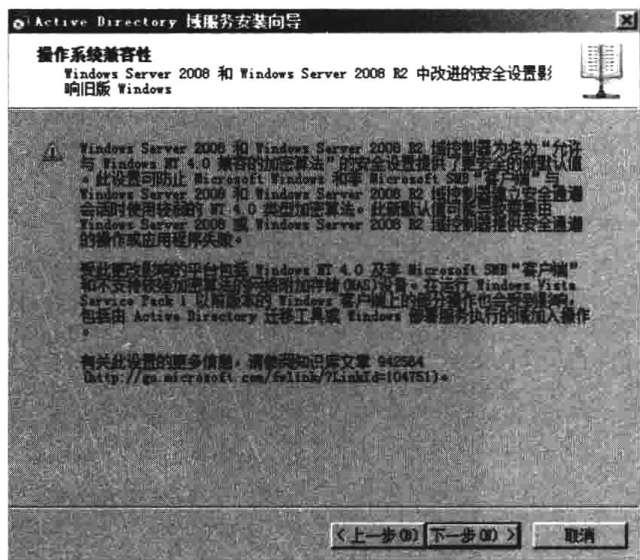 Active Directory 域服务安装向导
操作系统兼容性
Windows Server 2008 和 Windows Server 2008 R2 中改进的安全设置影
响旧版 Windows
Windows Server 2008 和 Windows Server 2008 R2 域控制器为名为“允许
与 Windows NT 4.0 兼容的加密算法”的安全设置提供了更安全的新默认值
。此设置可防止 Microsoft Windows 和非 Microsoft SMB“客户端”与
Windows Server 2008 和 Windows Server 2008 R2 域控制器建立安全通道
会话时使用较弱的 NT 4.0 类型加密算法。此新默认值可能会
Windows Server 2008 或 Windows Server 2008 R2 域控制器提供安全通道
的操作或应用程序失败。
受此更改影响的平台包括 Windows NT 4.0 及非 Microsoft SMB“客户端”
和不支持较强加密算法的网络附加存储(NAS)设备。在运行 Windows Vista
Service Pack 1 以前版本的 Windows 客户端上的部分操作也会受到影响，
包括由 Active Directory 迁移工具或 Windows 部署服务执行的域加入操作
。
有关此设置的更多信息，请参阅知识库文章 942564
(http://go.microsoft.com/fwlink/?LinkId=104751)。
< 上一步(B) 下一步(N) > 取消